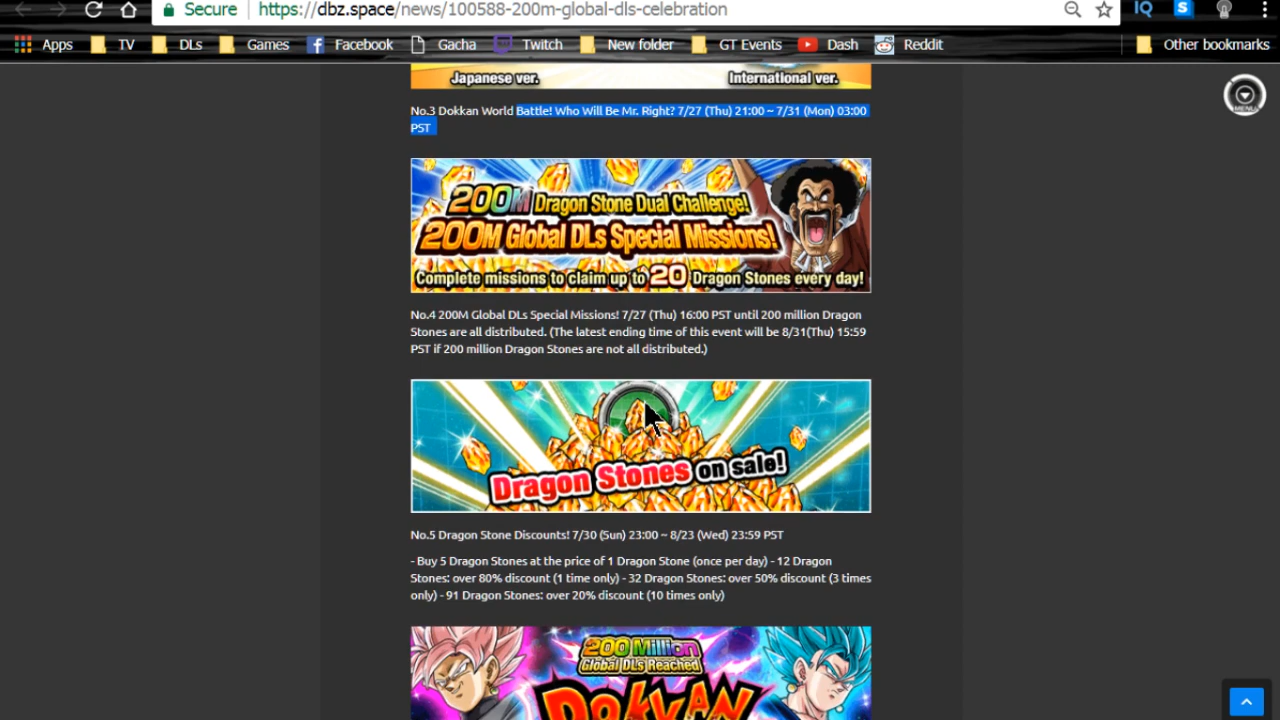 Secure
https://dbz.space/news/100588-200m-global-dls-celebration
IQ
S
Apps
TV
DLs
Games
Facebook
Gacha
Twitch
New folder
GT Events
Dash
Reddit
Other bookmarks
Japanese ver.
International ver.
MENU
No.3 Dokkan World Battle! Who Will Be Mr. Right? 7/27 (Thu) 21:00 ~ 7/31 (Mon) 03:00
PST
200M Dragon Stone Dual Challenge!
200M Global DLs Special Missions!
Complete missions to claim up to 20 Dragon Stones every day!
No.4 200M Global DLs Special Missions! 7/27 (Thu) 16:00 PST until 200 million Dragon
Stones are all distributed. (The latest ending time of this event will be 8/31(Thu) 15:59
PST if 200 million Dragon Stones are not all distributed.)
Dragon Stones on sale!
No.5 Dragon Stone Discounts! 7/30 (Sun) 23:00 ~ 8/23 (Wed) 23:59 PST
- Buy 5 Dragon Stones at the price of 1 Dragon Stone (once per day) - 12 Dragon
Stones: over 80% discount (1 time only) - 32 Dragon Stones: over 50% discount (3 times
only) - 91 Dragon Stones: over 20% discount (10 times only)
200 Million
Global DLs Reached
DOKKAN